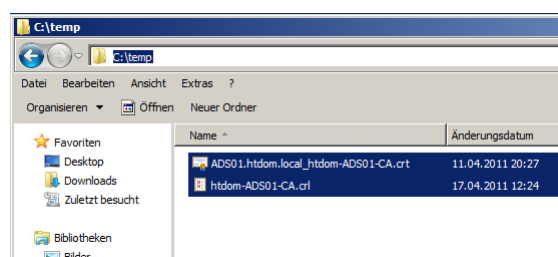 C:\temp
C:\temp
Datei Bearbeiten Ansicht Extras ?
Organisieren Öffnen Neuer Ordner
Name Änderungsdatum
Favoriten
Desktop
Downloads
Zuletzt besucht
Bibliotheken
Bilder
ADS01.htdom.local_htdom-ADS01-CA.crt 11.04.2011 20:27
htdom-ADS01-CA.crl 17.04.2011 12:24